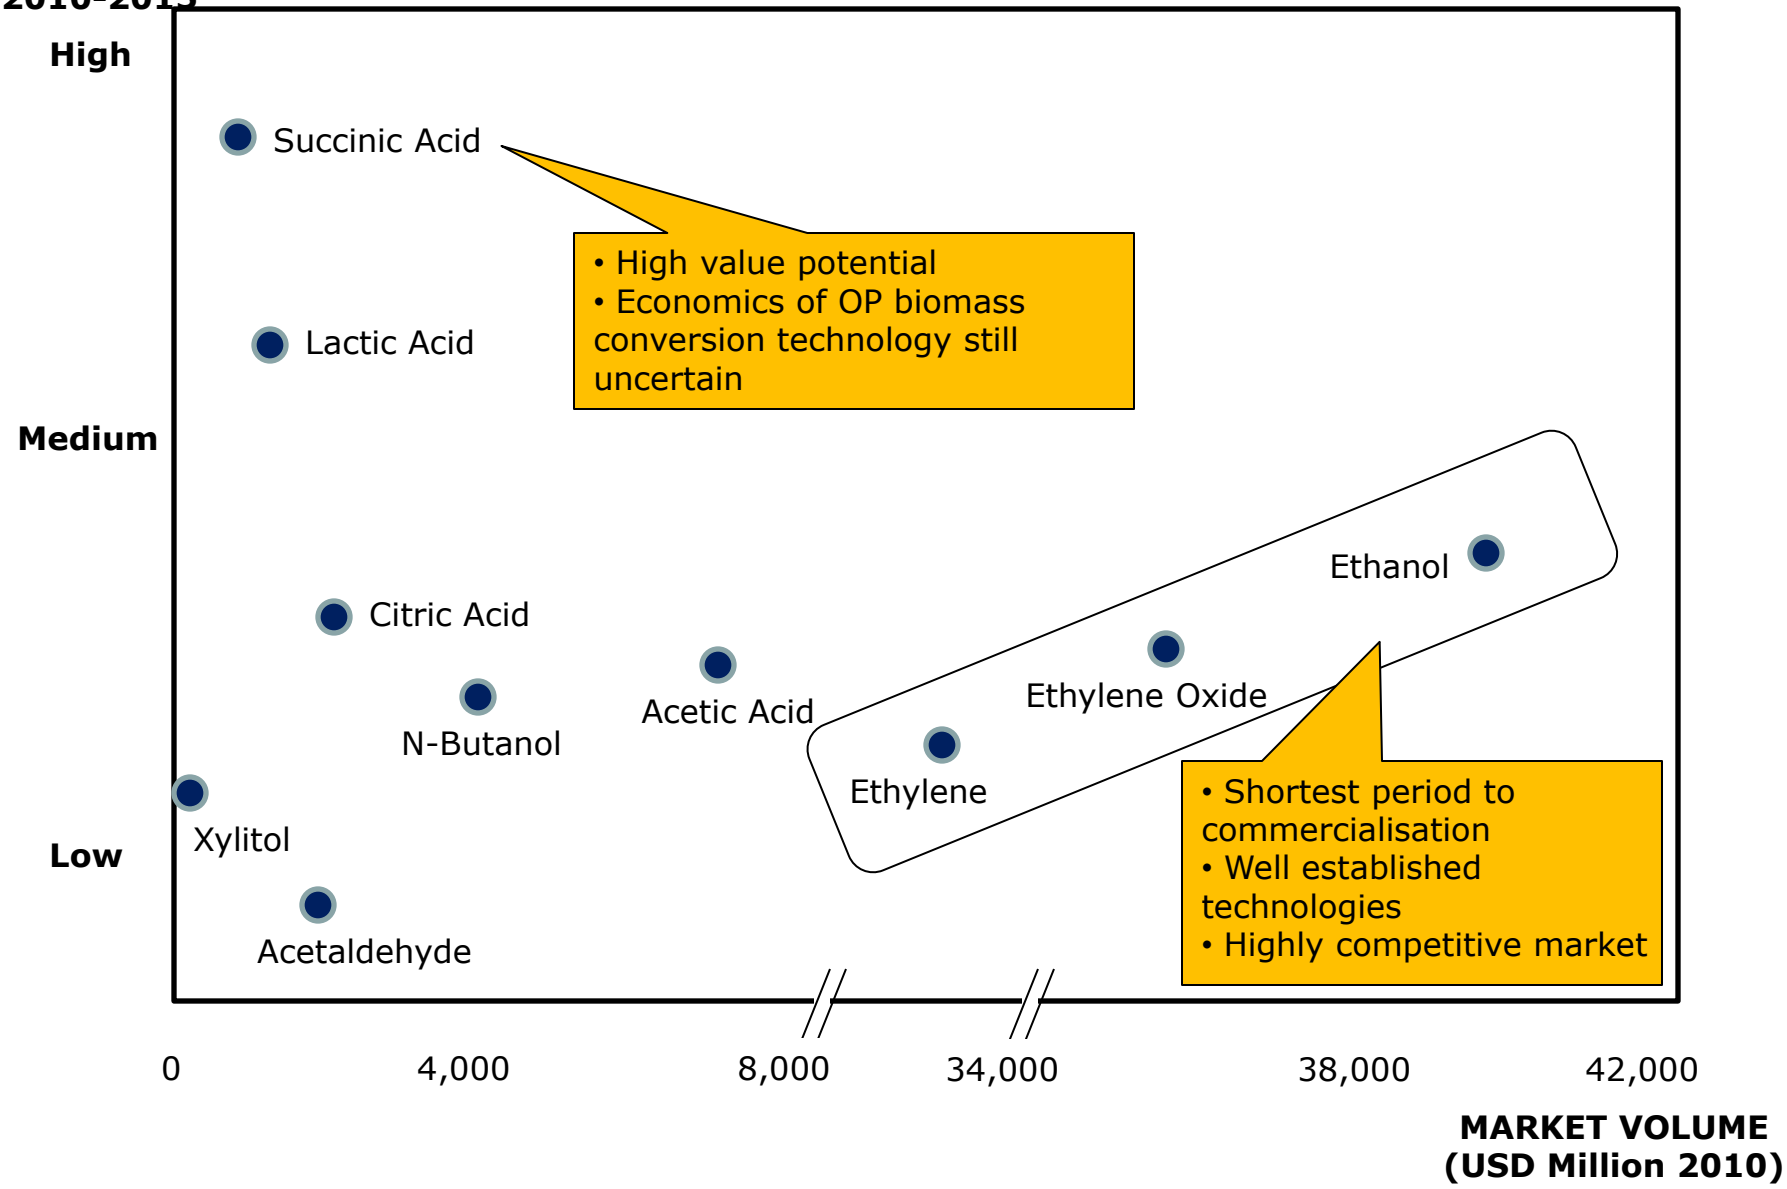 2010-2015
High
Succinic Acid
• High value potential
• Economics of OP biomass
conversion technology still
uncertain
Lactic Acid
Medium
Ethanol
Citric Acid
Acetic Acid
Ethylene Oxide
N-Butanol
Ethylene
• Shortest period to
commercialisation
• Well established
technologies
• Highly competitive market
Xylitol
Low
Acetaldehyde
0
4,000
8,000
34,000
38,000
42,000
MARKET VOLUME
(USD Million 2010)